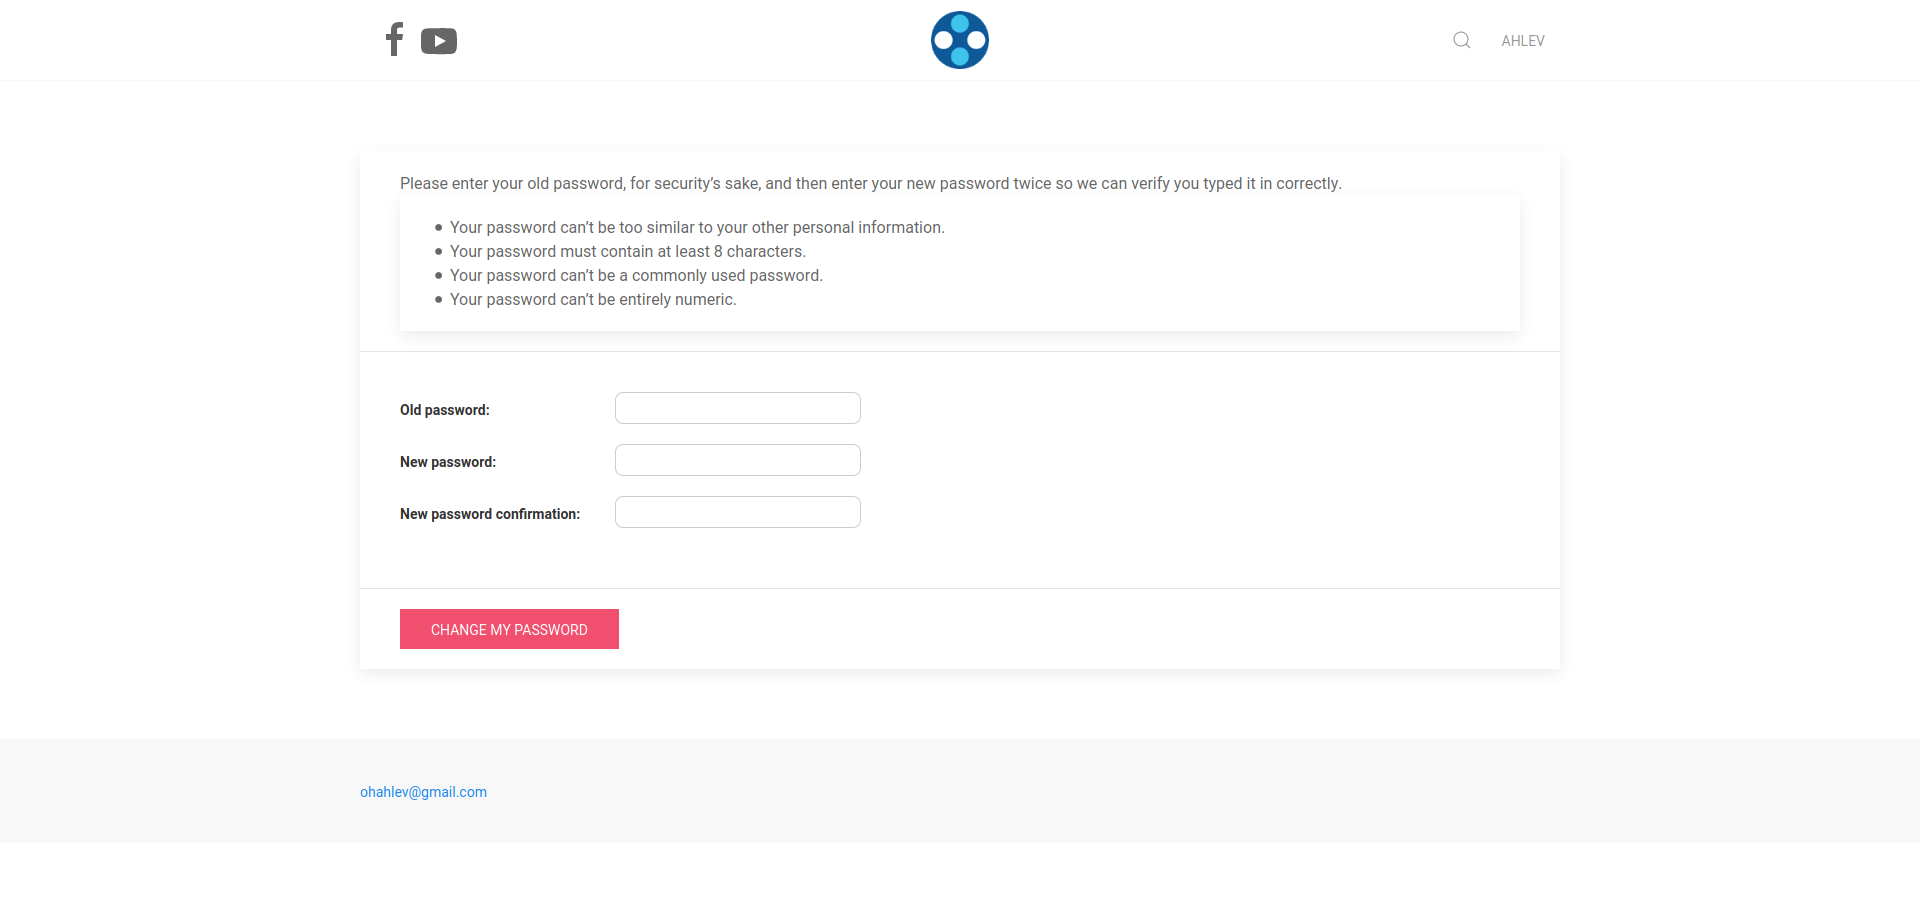 AHLEV
Please enter your old password, for security’s sake, and then enter your new password twice so we can verify you typed it in correctly.
Your password can’t be too similar to your other personal information.
Your password must contain at least 8 characters.
Your password can’t be a commonly used password.
Your password can’t be entirely numeric.
Old password:
New password:
New password confirmation:
CHANGE MY PASSWORD
ohahlev@gmail.com